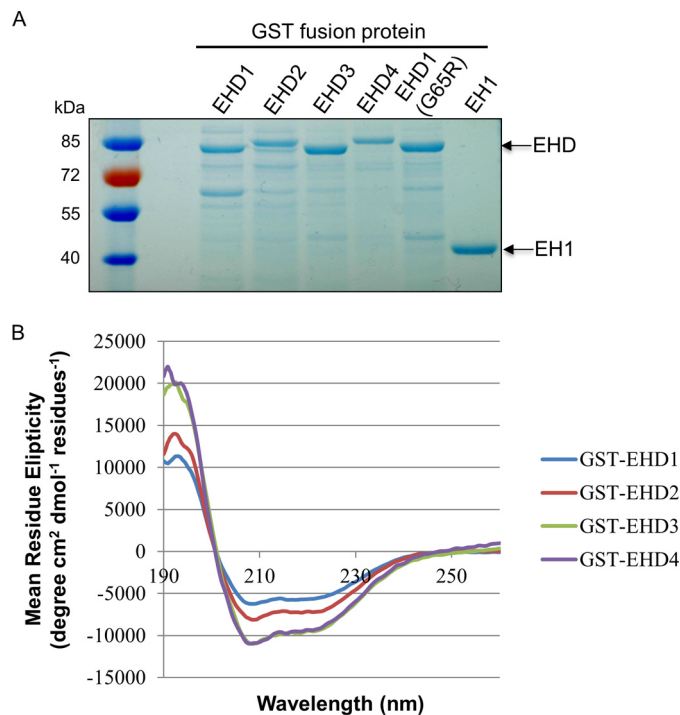 A
GST fusion protein
EHD1
EHD2
EHD3
EHD4
EHD1
(G65R)
EH1
kDa
85
72
55
40
EHD
EH1
B
Mean Residue Elipticity
(degree cm² dmol⁻¹ residues⁻¹)
25000
20000
15000
10000
5000
0
-5000
-10000
-15000
190
210
230
250
Wavelength (nm)
GST-EHD1
GST-EHD2
GST-EHD3
GST-EHD4